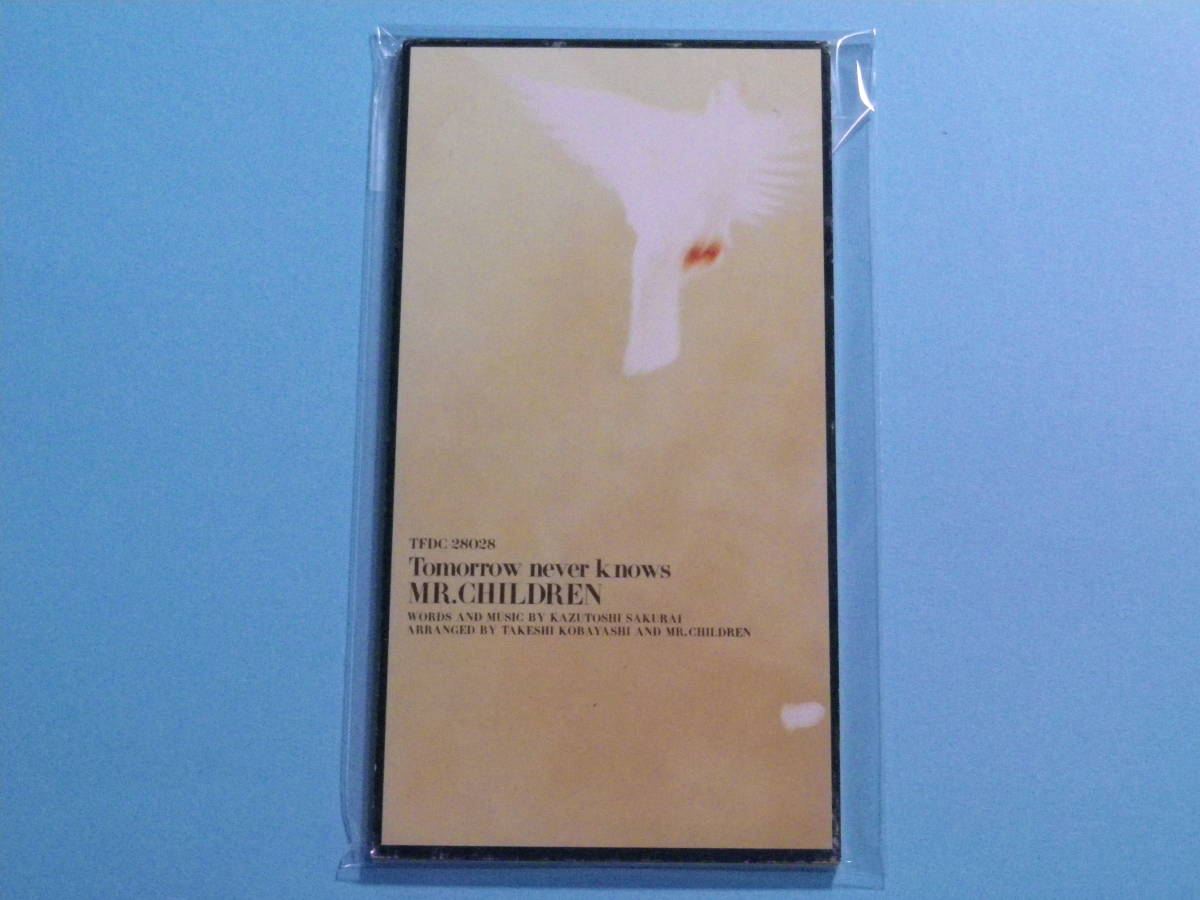 TFDC 28028
Tomorrow never knows
MR.CHILDREN
WORDS AND MUSIC BY KAZUTOSHI SAKURAI
ARRANGED BY TAKESHI KOBAYASHI AND MR.CHILDREN